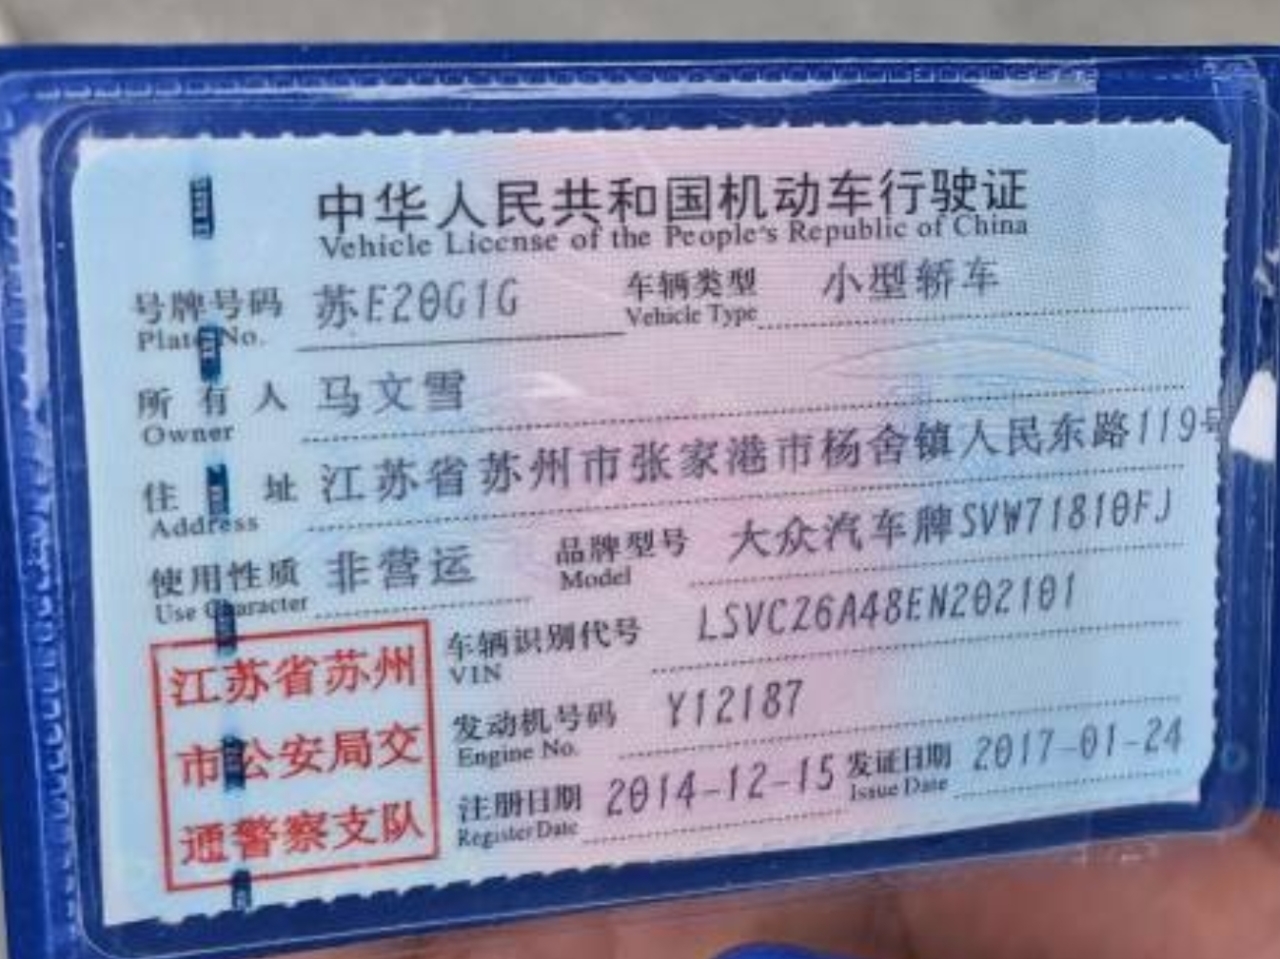 中华人民共和国机动车行驶证
Vehicle License of the People's Republic of China
号牌号码 苏E20G1G 车辆类型 小型轿车
Plate No. Vehicle Type
所有人 马文雪
Owner
住址 江苏省苏州市张家港市杨舍镇人民东路119号
Address
使用性质 非营运 品牌型号 大众汽车牌SVW71810FJ
Use Character Model
车辆识别代号 LSVC26A48EN202101
VIN
发动机号码 Y12187
Engine No.
注册日期 2014-12-15 发证日期 2017-01-24
Register Date Issue Date
江苏省苏州
市公安局交
通警察支队